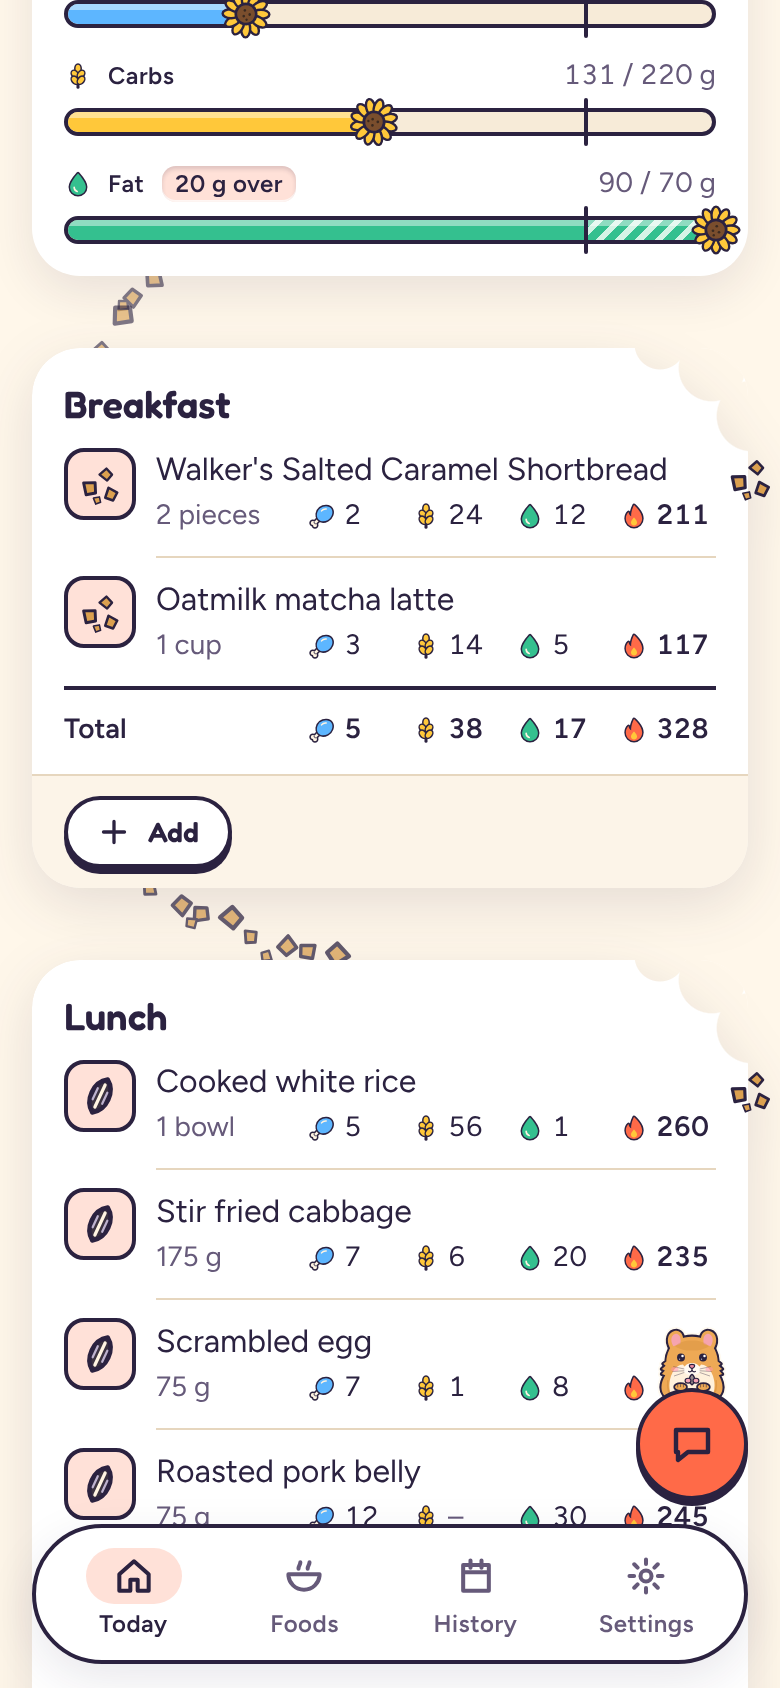 Carbs 131 / 220 g
Fat 20 g over 90 / 70 g
Breakfast
Walker's Salted Caramel Shortbread
2 pieces 2 24 12 211
Oatmilk matcha latte
1 cup 3 14 5 117
Total 5 38 17 328
+ Add
Lunch
Cooked white rice
1 bowl 5 56 1 260
Stir fried cabbage
175 g 7 6 20 235
Scrambled egg
75 g 7 1 8
Roasted pork belly
75 g 12 – 30 245
Today Foods History Settings